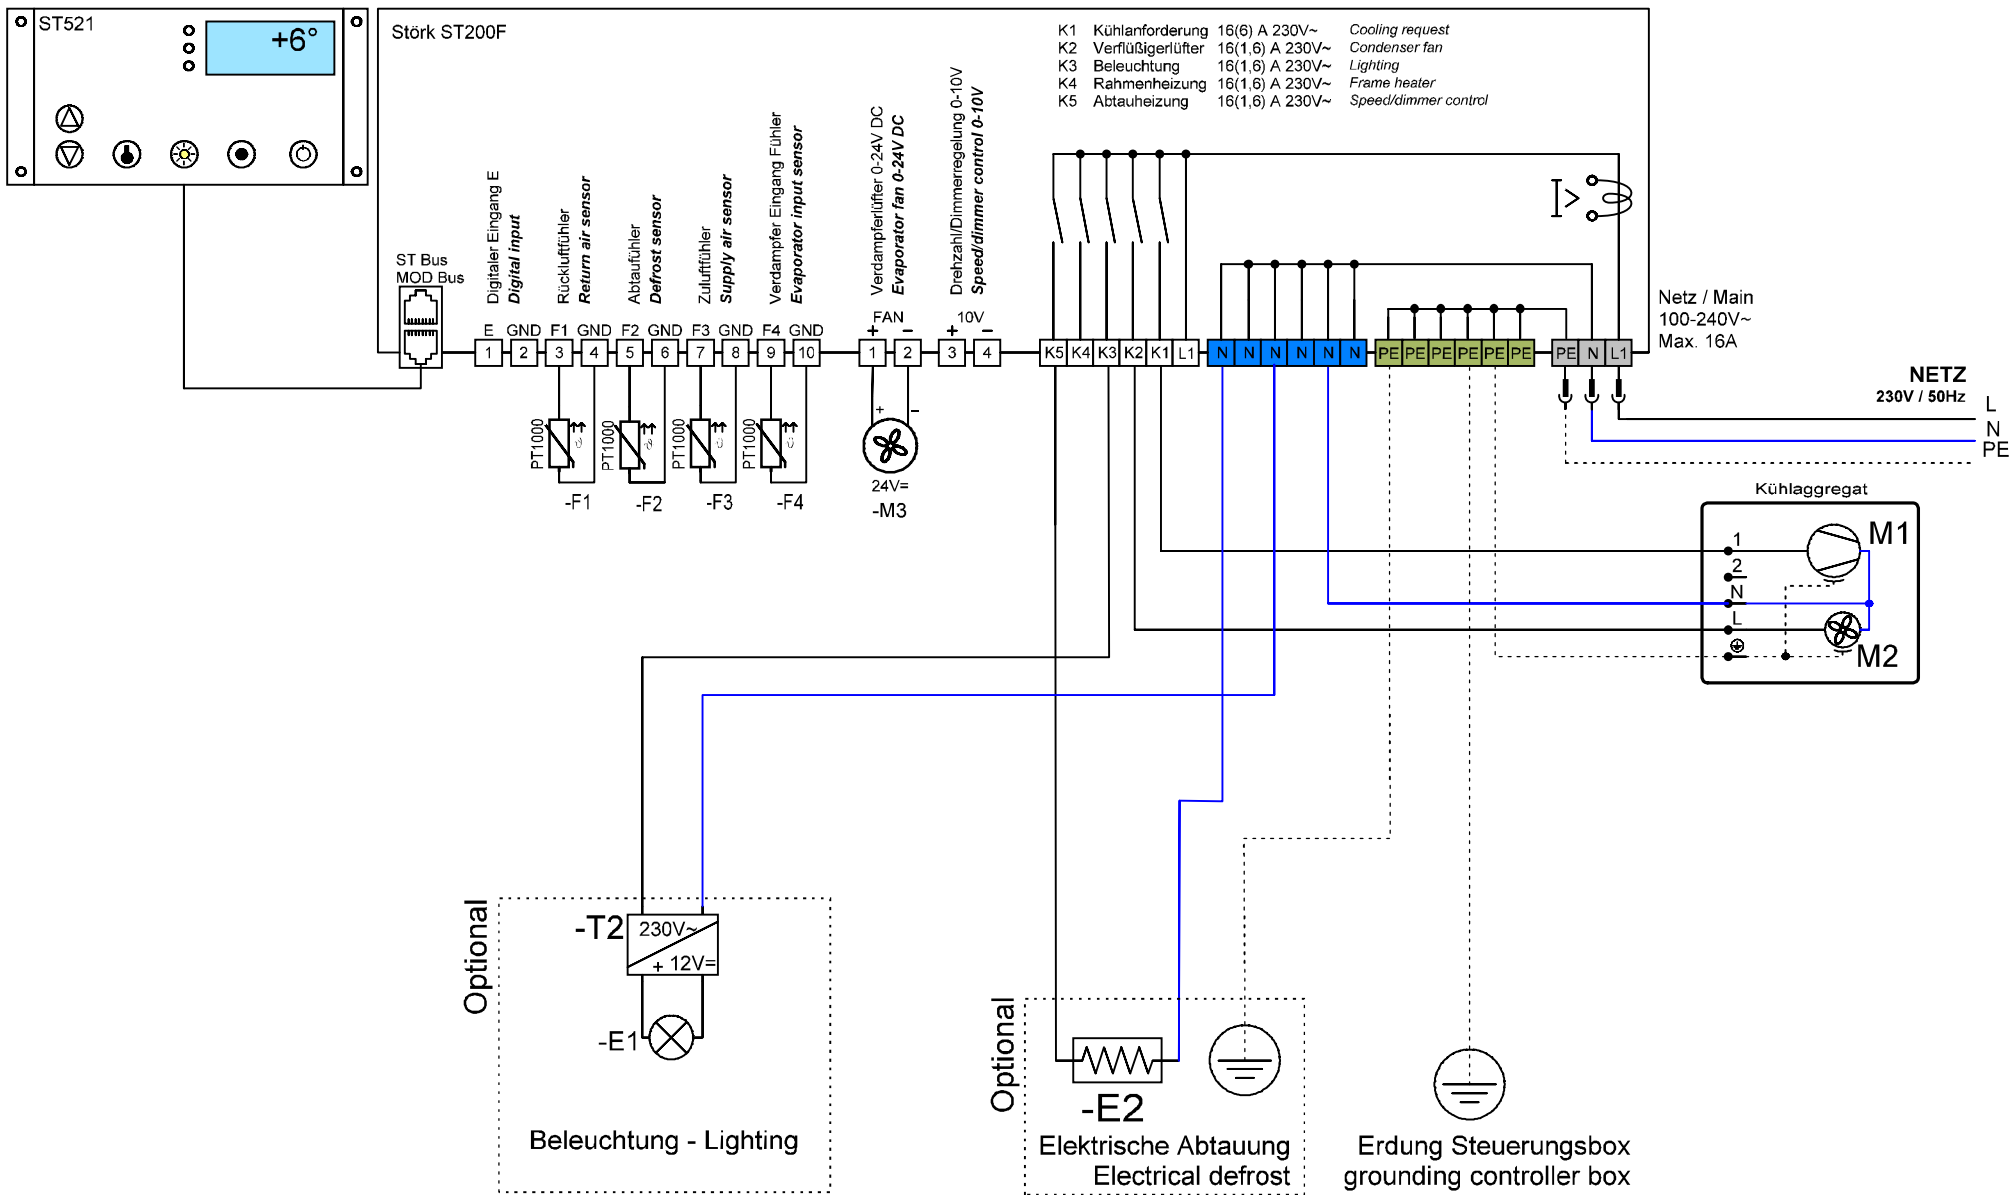 ST521
+6°
Störk ST200F
K1 Kühlanforderung 16(6) A 230V~ Cooling request
K2 Verflüßigerlüfter 16(1,6) A 230V~ Condenser fan
K3 Beleuchtung 16(1,6) A 230V~ Lighting
K4 Rahmenheizung 16(1,6) A 230V~ Frame heater
K5 Abtauheizung 16(1,6) A 230V~ Speed/dimmer control
ST Bus
MOD Bus
Digitaler Eingang E
Digital input
Rückluftfühler
Return air sensor
Abtaufühler
Defrost sensor
Zuluftfühler
Supply air sensor
Verdampfer Eingang Fühler
Evaporator input sensor
Verdampferlüfter 0-24V DC
Evaporator fan 0-24V DC
Drehzahl/Dimmerregelung 0-10V
Speed/dimmer control 0-10V
I>
FAN
10V
E GND F1 GND F2 GND F3 GND F4 GND + − + −
1 2 3 4 5 6 7 8 9 10 1 2 3 4 K5 K4 K3 K2 K1 L1 N N N N N N PE PE PE PE PE PE PE N L1
Netz / Main
100-240V~
Max. 16A
NETZ
230V / 50Hz
L
N
PE
PT1000
PT1000
PT1000
PT1000
-F1
-F2
-F3
-F4
+ −
24V=
-M3
Kühlaggregat
1
2
N
L
M1
M2
Optional
-T2
230V~
+ 12V=
-E1
Beleuchtung - Lighting
Optional
-E2
Elektrische Abtauung
Electrical defrost
Erdung Steuerungsbox
grounding controller box